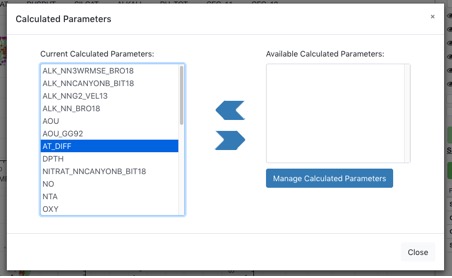 Calculated Parameters
×
Current Calculated Parameters:
Available Calculated Parameters:
ALK_NN3WRMSE_BRO18
ALK_NNCANYONB_BIT18
ALK_NNG2_VEL13
ALK_NN_BRO18
AOU
AOU_GG92
AT_DIFF
DPTH
NITRAT_NNCANYONB_BIT18
NO
NTA
OXY
Manage Calculated Parameters
Close